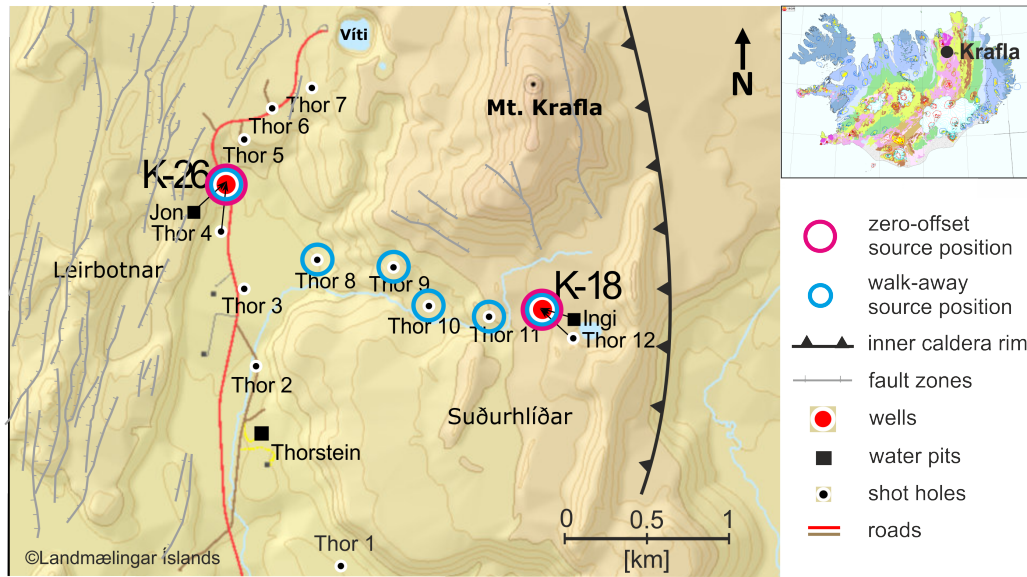 Víti
N
Krafla
Mt. Krafla
Thor 7
Thor 6
Thor 5
K-26
Jon
Thor 4
Leirbotnar
Thor 3
Thor 8
Thor 9
Thor 10
Thor 11
K-18
Ingi
Thor 12
Thor 2
Suðurhlíðar
Thorstein
Thor 1
©Landmælingar Íslands
0 0.5 1
[km]
zero-offset
source position
walk-away
source position
inner caldera rim
fault zones
wells
water pits
shot holes
roads